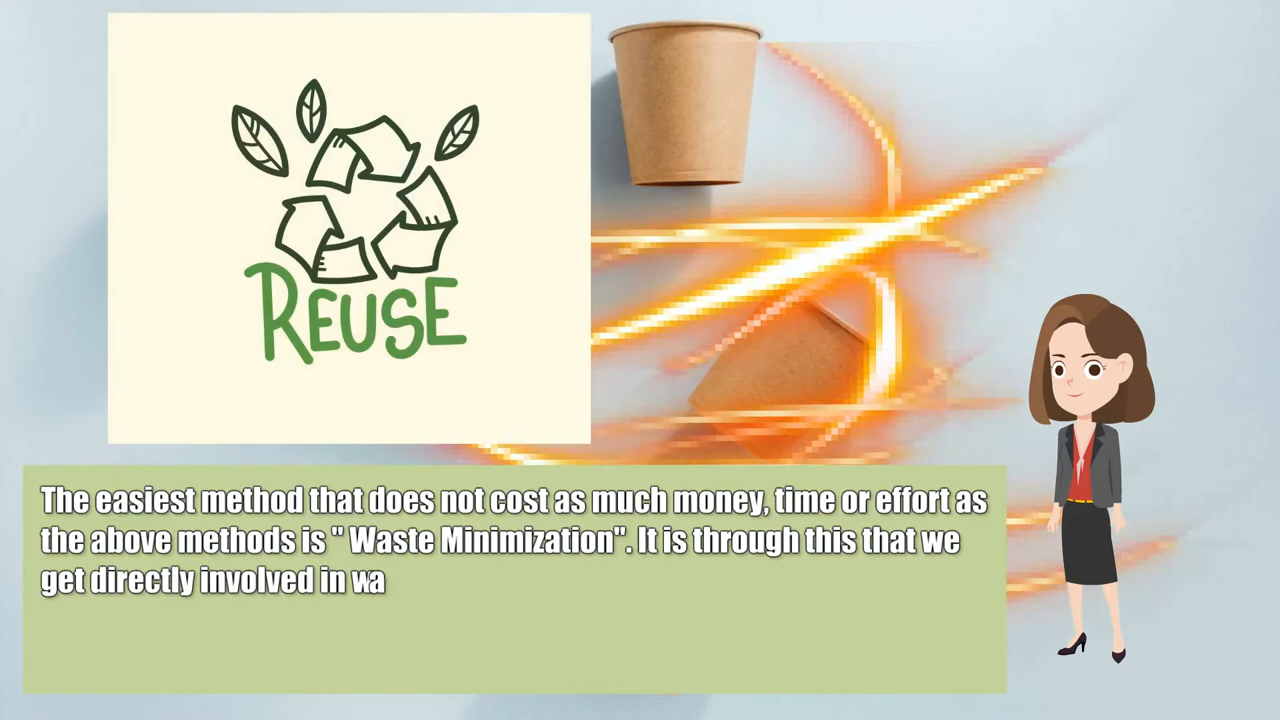 REUSE
The easiest method that does not cost as much money, time or effort as
the above methods is " Waste Minimization". It is through this that we
get directly involved in wa